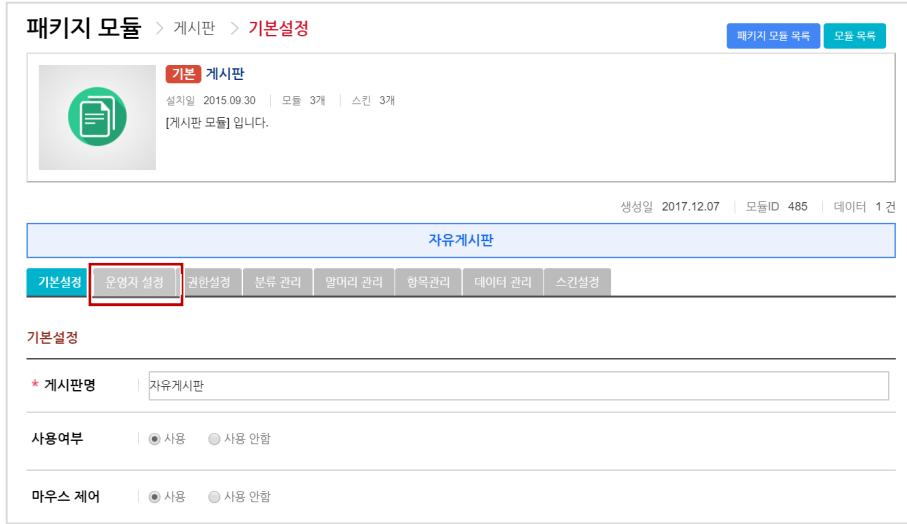 패키지 모듈 > 게시판 > 기본설정
패키지 모듈 목록 모듈 목록
기본 게시판
설치일 2015.09.30 모듈 3개 스킨 3개
[게시판 모듈] 입니다.
생성일 2017.12.07 모듈ID 485 데이터 1 건
자유게시판
기본설정 운영자 설정 권한설정 분류 관리 말머리 관리 항목관리 데이터 관리 스킨설정
기본설정
* 게시판명 자유게시판
사용여부 사용 사용 안함
마우스 제어 사용 사용 안함